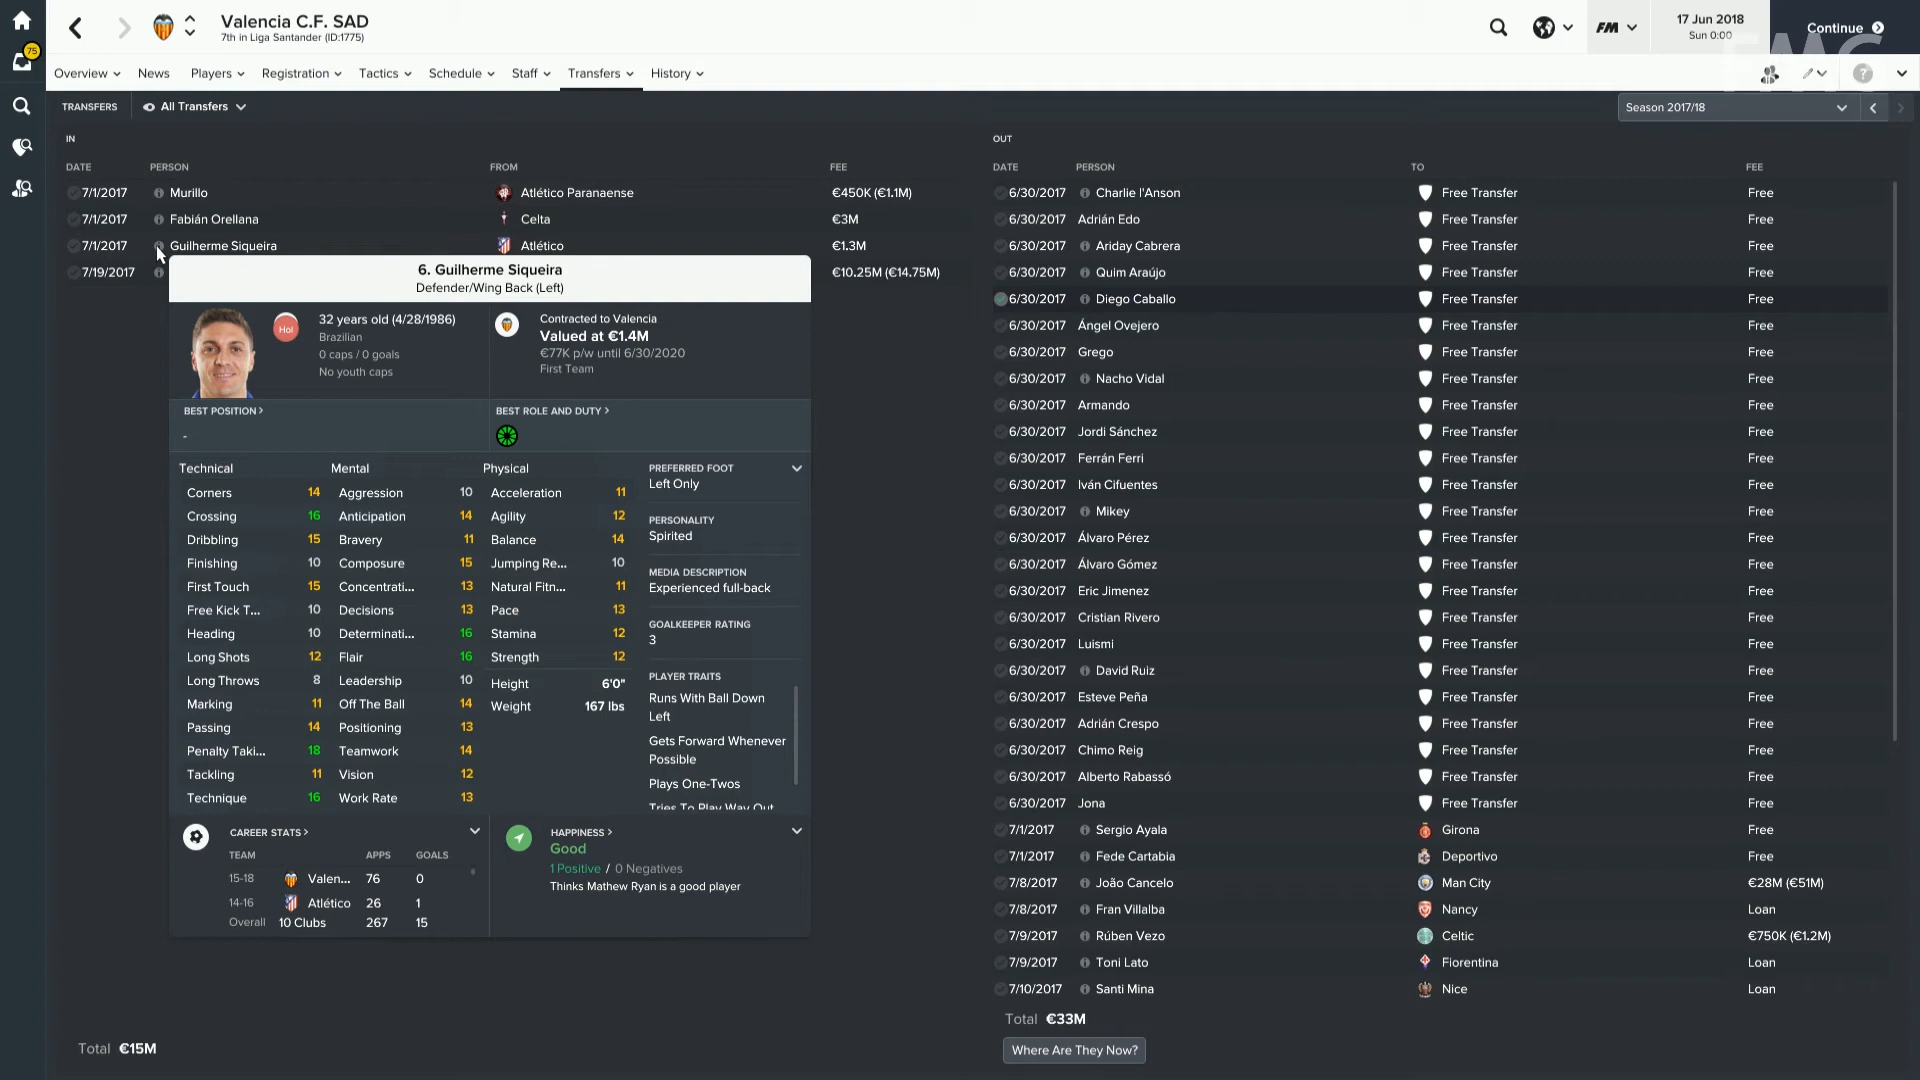 Valencia C.F. SAD
7th in Liga Santander (ID:1775)
FM
17 Jun 2018
Sun 0:00
Continue
75
Overview
News
Players
Registration
Tactics
Schedule
Staff
Transfers
History
?
TRANSFERS
All Transfers
Season 2017/18
IN
DATE PERSON FROM FEE
7/1/2017 Murillo Atlético Paranaense €450K (€1.1M)
7/1/2017 Fabián Orellana Celta €3M
7/1/2017 Guilherme Siqueira Atlético €1.3M
7/19/2017 €10.25M (€14.75M)
6. Guilherme Siqueira
Defender/Wing Back (Left)
Hol
32 years old (4/28/1986)
Brazilian
0 caps / 0 goals
No youth caps
Contracted to Valencia
Valued at €1.4M
€77K p/w until 6/30/2020
First Team
BEST POSITION
-
BEST ROLE AND DUTY
Technical Mental Physical
Corners 14 Aggression 10 Acceleration 11
Crossing 16 Anticipation 14 Agility 12
Dribbling 15 Bravery 11 Balance 14
Finishing 10 Composure 15 Jumping Re... 10
First Touch 15 Concentrati... 13 Natural Fitn... 11
Free Kick T... 10 Decisions 13 Pace 13
Heading 10 Determinati... 16 Stamina 12
Long Shots 12 Flair 16 Strength 12
Long Throws 8 Leadership 10 Height 6'0"
Marking 11 Off The Ball 14 Weight 167 lbs
Passing 14 Positioning 13
Penalty Taki... 18 Teamwork 14
Tackling 11 Vision 12
Technique 16 Work Rate 13
PREFERRED FOOT
Left Only
PERSONALITY
Spirited
MEDIA DESCRIPTION
Experienced full-back
GOALKEEPER RATING
3
PLAYER TRAITS
Runs With Ball Down
Left
Gets Forward Whenever
Possible
Plays One-Twos
Tries To Play Way Out
CAREER STATS
TEAM APPS GOALS
15-18 Valen... 76 0
14-16 Atlético 26 1
Overall 10 Clubs 267 15
HAPPINESS
Good
1 Positive / 0 Negatives
Thinks Mathew Ryan is a good player
Total €15M
OUT
DATE PERSON TO FEE
6/30/2017 Charlie I'Anson Free Transfer Free
6/30/2017 Adrián Edo Free Transfer Free
6/30/2017 Ariday Cabrera Free Transfer Free
6/30/2017 Quim Araújo Free Transfer Free
6/30/2017 Diego Caballo Free Transfer Free
6/30/2017 Ángel Ovejero Free Transfer Free
6/30/2017 Grego Free Transfer Free
6/30/2017 Nacho Vidal Free Transfer Free
6/30/2017 Armando Free Transfer Free
6/30/2017 Jordi Sánchez Free Transfer Free
6/30/2017 Ferrán Ferri Free Transfer Free
6/30/2017 Iván Cifuentes Free Transfer Free
6/30/2017 Mikey Free Transfer Free
6/30/2017 Álvaro Pérez Free Transfer Free
6/30/2017 Álvaro Gómez Free Transfer Free
6/30/2017 Eric Jimenez Free Transfer Free
6/30/2017 Cristian Rivero Free Transfer Free
6/30/2017 Luismi Free Transfer Free
6/30/2017 David Ruiz Free Transfer Free
6/30/2017 Esteve Peña Free Transfer Free
6/30/2017 Adrián Crespo Free Transfer Free
6/30/2017 Chimo Reig Free Transfer Free
6/30/2017 Alberto Rabassó Free Transfer Free
6/30/2017 Jona Free Transfer Free
7/1/2017 Sergio Ayala Girona Free
7/1/2017 Fede Cartabia Deportivo Free
7/8/2017 João Cancelo Man City €28M (€51M)
7/8/2017 Fran Villalba Nancy Loan
7/9/2017 Rúben Vezo Celtic €750K (€1.2M)
7/9/2017 Toni Lato Fiorentina Loan
7/10/2017 Santi Mina Nice Loan
Total €33M
Where Are They Now?